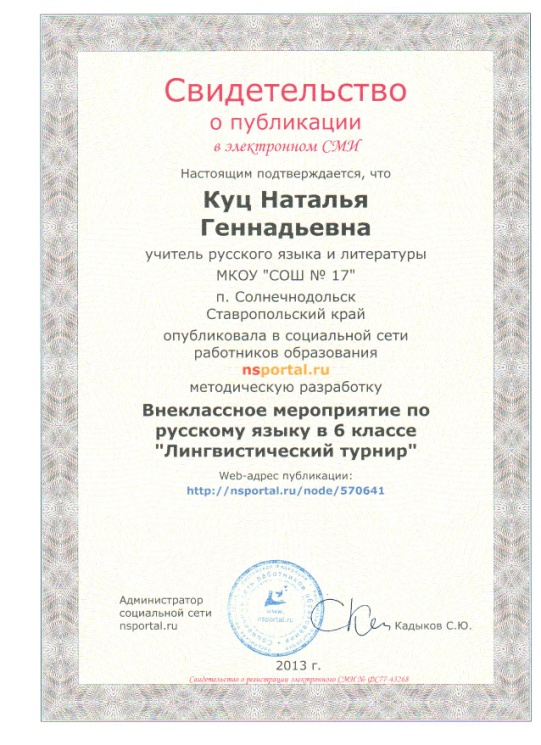 Свидетельство
о публикации
в электронном СМИ
Настоящим подтверждается, что
Куц Наталья
Геннадьевна
учитель русского языка и литературы
МКОУ "СОШ № 17"
п. Солнечнодольск
Ставропольский край
опубликовала в социальной сети
работников образования
nsportal.ru
методическую разработку
Внеклассное мероприятие по
русскому языку в 6 классе
"Лингвистический турнир"
Web-адрес публикации:
http://nsportal.ru/node/570641
www.
nsportal.ru
Администратор
социальной сети
nsportal.ru
Кадыков С.Ю.
2013 г.
Свидетельство о регистрации электронного СМИ № ФС77-43268